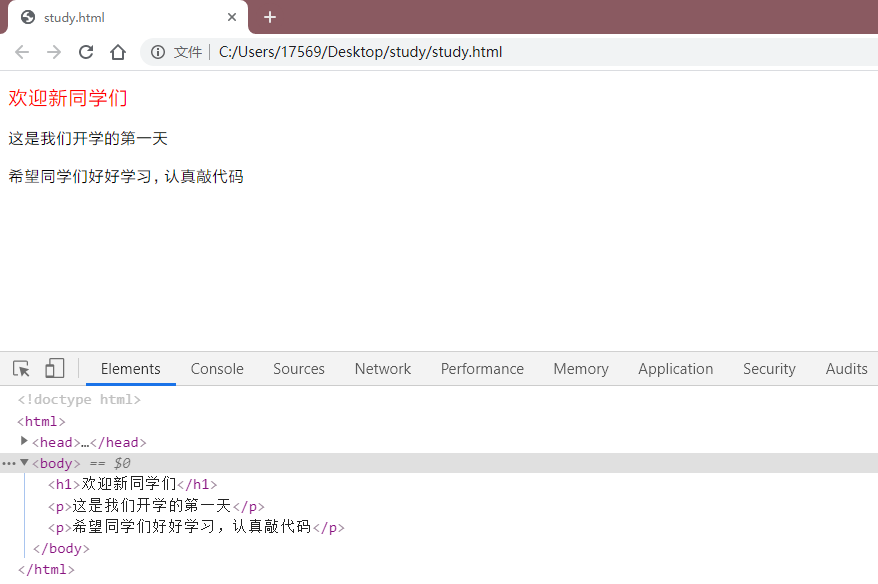 study.html
文件 C:/Users/17569/Desktop/study/study.html
欢迎新同学们
这是我们开学的第一天
希望同学们好好学习，认真敲代码
Elements Console Sources Network Performance Memory Application Security Audits
<!doctype html>
<html>
<head>…</head>
<body> == $0
<h1>欢迎新同学们</h1>
<p>这是我们开学的第一天</p>
<p>希望同学们好好学习，认真敲代码</p>
</body>
</html>